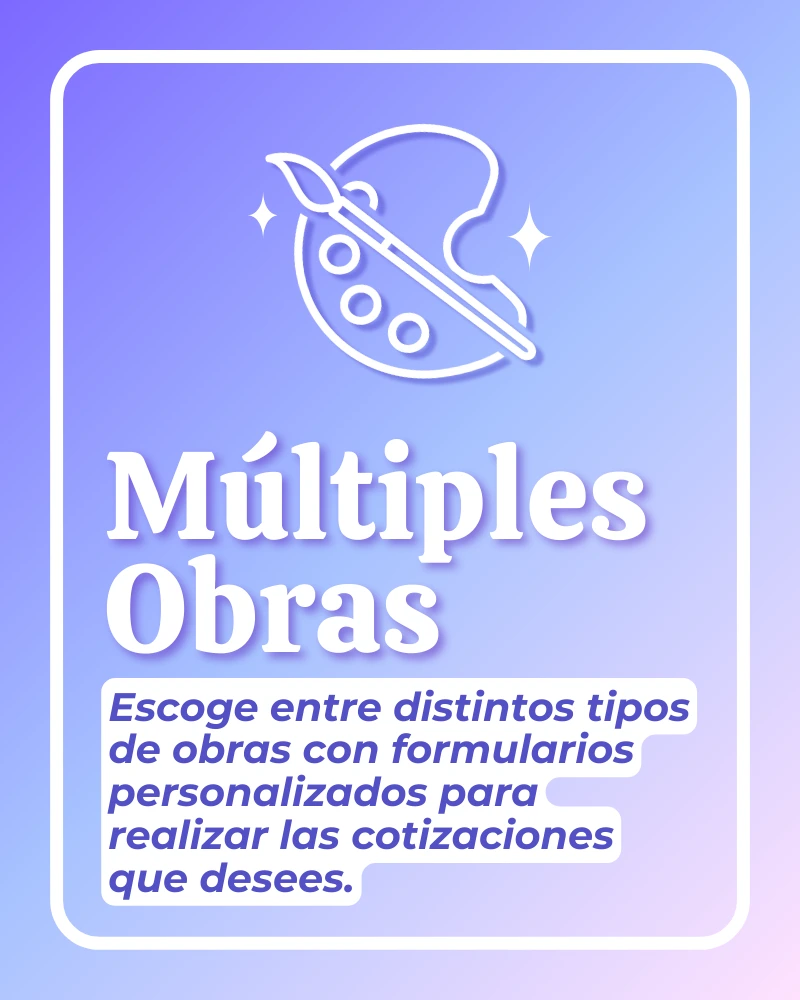 Múltiples
Obras
Escoge entre distintos tipos
de obras con formularios
personalizados para
realizar las cotizaciones
que desees.